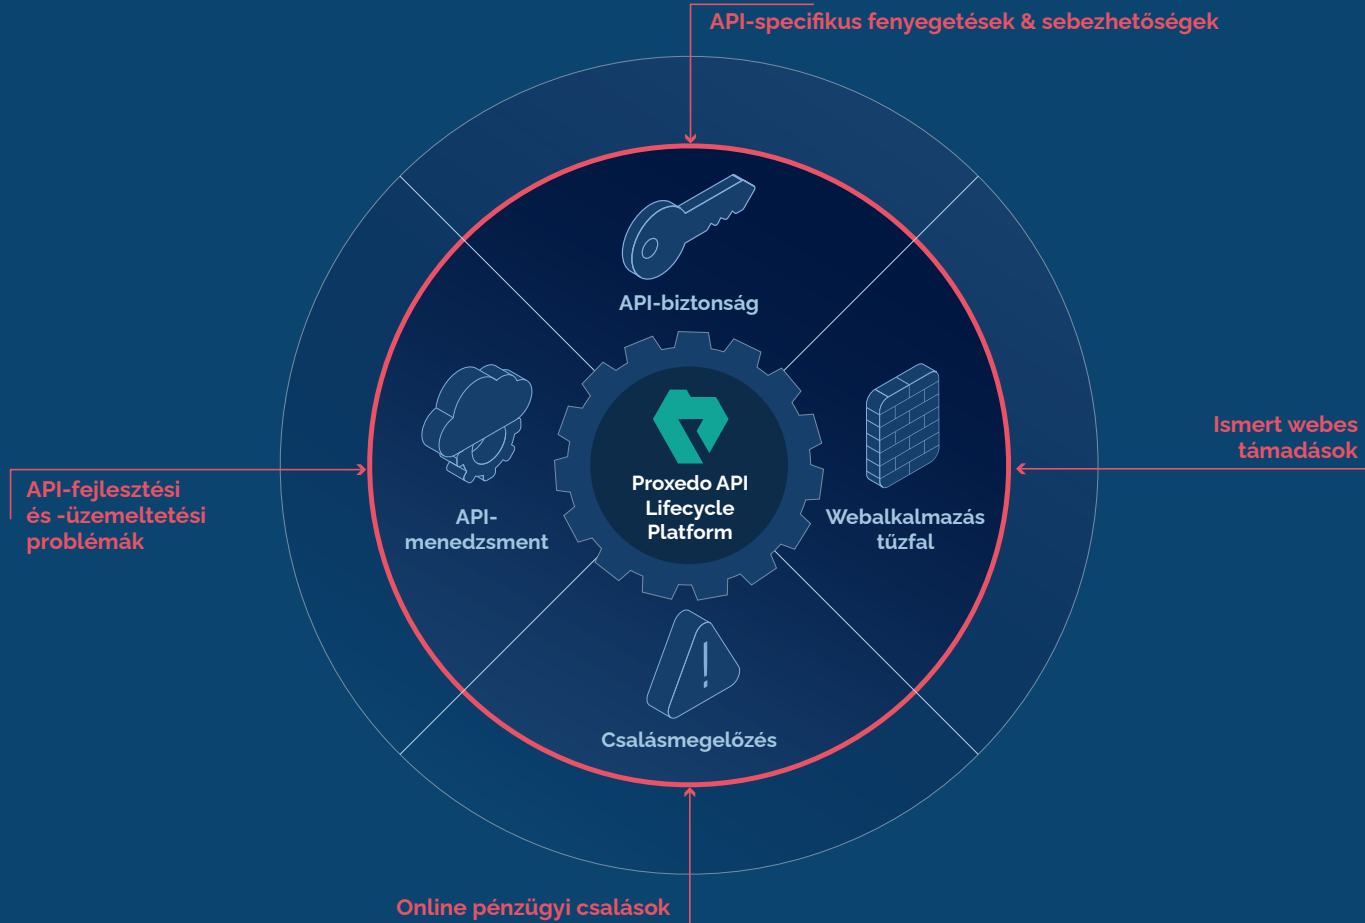 API-specifikus fenyegetések & sebezhetőségek
API-biztonság
Proxedo API
Lifecycle
Platform
API-
menedzsment
Webalkalmazás
tűzfal
Csalásmegelőzés
Ismert webes
támadások
API-fejlesztési
és -üzemeltetési
problémák
Online pénzügyi csalások